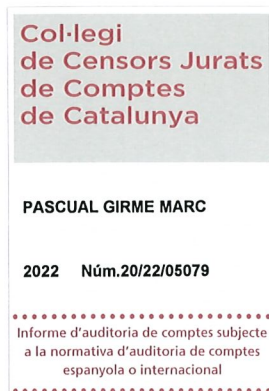 Col·legi
de Censors Jurats
de Comptes
de Catalunya
PASCUAL GIRME MARC
2022 Núm.20/22/05079
Informe d'auditoria de comptes subjecte
a la normativa d'auditoria de comptes
espanyola o internacional